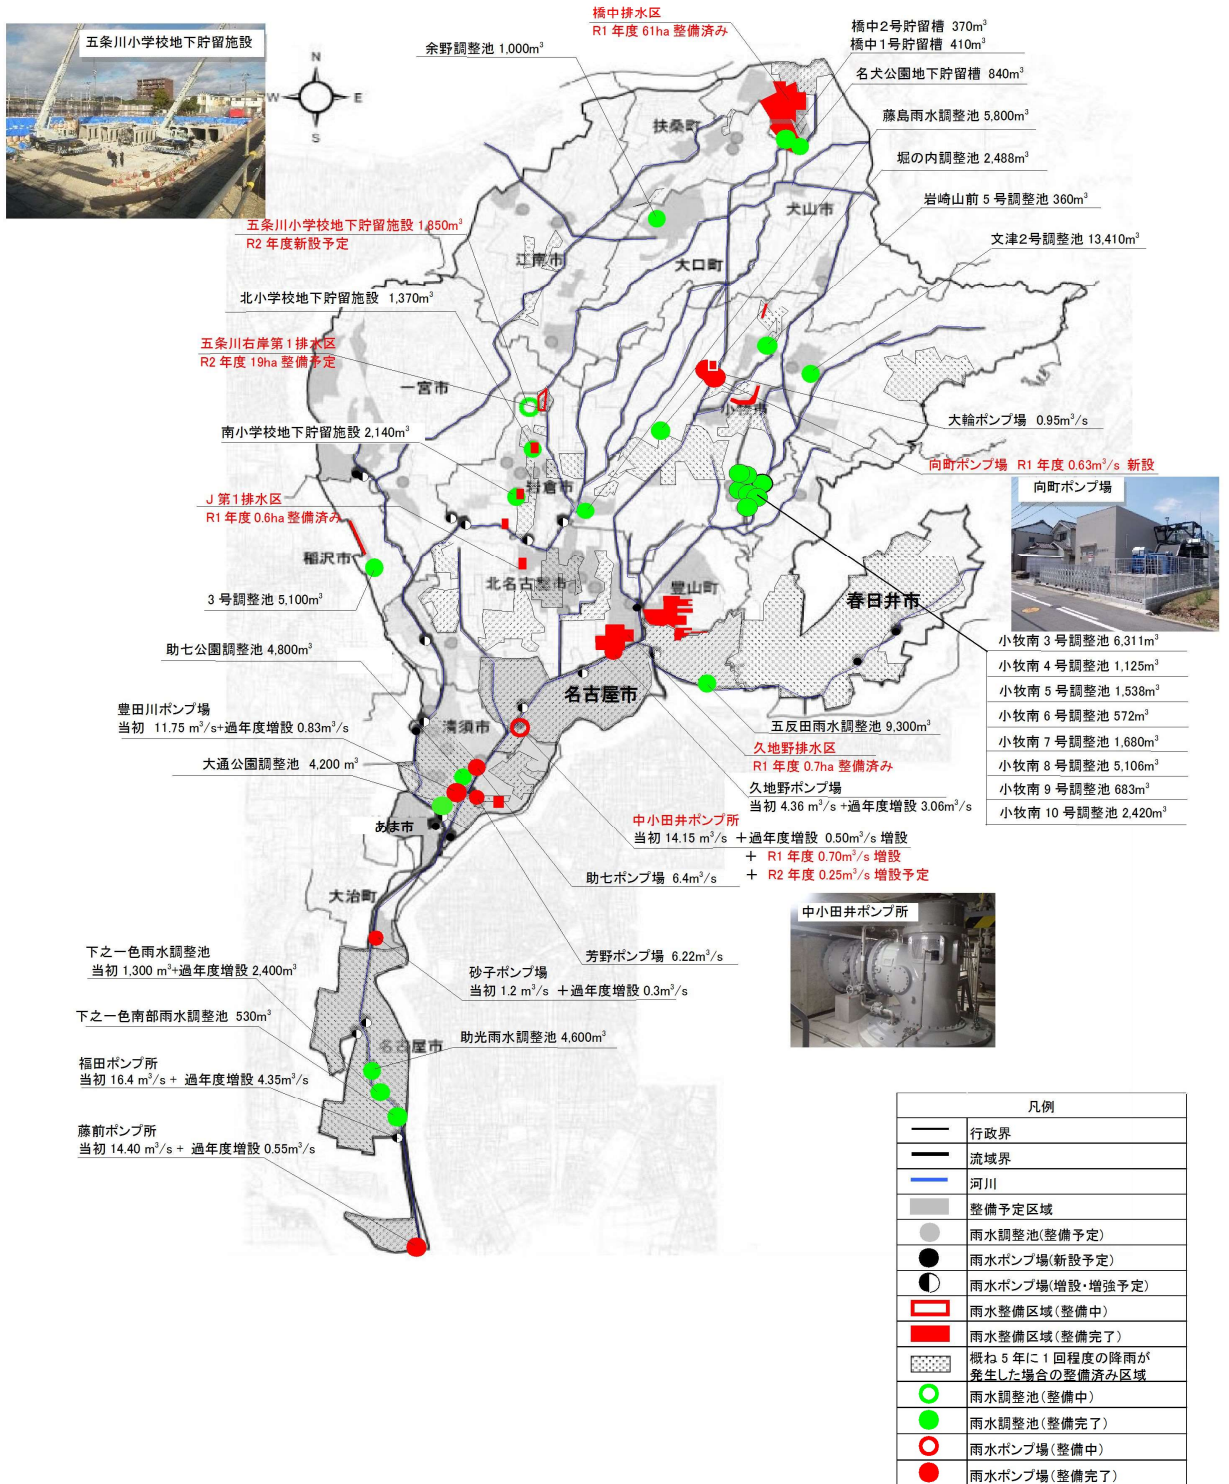 五条川小学校地下貯留施設
N
W
E
S
橋中排水区
R1 年度 61ha 整備済み
余野調整池 1,000m³
橋中２号貯留槽 370m³
橋中１号貯留槽 410m³
名犬公園地下貯留槽 840m³
藤島雨水調整池 5,800m³
堀の内調整池 2,488m³
岩崎山前 5 号調整池 360m³
文津２号調整池 13,410m³
扶桑町
犬山市
江南市
大口町
五条川小学校地下貯留施設 1,850m³
R2 年度新設予定
北小学校地下貯留施設 1,370m³
五条川右岸第１排水区
R2 年度 19ha 整備予定
一宮市
小牧市
大輪ポンプ場 0.95m³/s
南小学校地下貯留施設 2,140m³
向町ポンプ場 R1 年度 0.63m³/s 新設
向町ポンプ場
岩倉市
J 第１排水区
R1 年度 0.6ha 整備済み
稲沢市
北名古屋市
豊山町
春日井市
3 号調整池 5,100m³
小牧南 3 号調整池 6,311m³
小牧南 4 号調整池 1,125m³
小牧南 5 号調整池 1,538m³
小牧南 6 号調整池 572m³
小牧南 7 号調整池 1,680m³
小牧南 8 号調整池 5,106m³
小牧南 9 号調整池 683m³
小牧南 10 号調整池 2,420m³
助七公園調整池 4,800m³
名古屋市
豊田川ポンプ場
当初 11.75 m³/s+過年度増設 0.83m³/s
清須市
五反田雨水調整池 9,300m³
久地野排水区
R1 年度 0.7ha 整備済み
大通公園調整池 4,200 m³
久地野ポンプ場
当初 4.36 m³/s +過年度増設 3.06m³/s
あま市
中小田井ポンプ所
当初 14.15 m³/s ＋過年度増設 0.50m³/s 増設
＋ R1 年度 0.70m³/s 増設
＋ R2 年度 0.25m³/s 増設予定
助七ポンプ場 6.4m³/s
大治町
中小田井ポンプ所
芳野ポンプ場 6.22m³/s
下之一色雨水調整池
当初 1,300 m³+過年度増設 2,400m³
砂子ポンプ場
当初 1.2 m³/s ＋過年度増設 0.3m³/s
下之一色南部雨水調整池 530m³
助光雨水調整池 4,600m³
名古屋市
福田ポンプ所
当初 16.4 m³/s + 過年度増設 4.35m³/s
藤前ポンプ所
当初 14.40 m³/s + 過年度増設 0.55m³/s
凡例
行政界
流域界
河川
整備予定区域
雨水調整池(整備予定)
雨水ポンプ場(新設予定)
雨水ポンプ場(増設・増強予定)
雨水整備区域(整備中)
雨水整備区域(整備完了)
概ね 5 年に 1 回程度の降雨が
発生した場合の整備済み区域
雨水調整池(整備中)
雨水調整池(整備完了)
雨水ポンプ場(整備中)
雨水ポンプ場(整備完了)